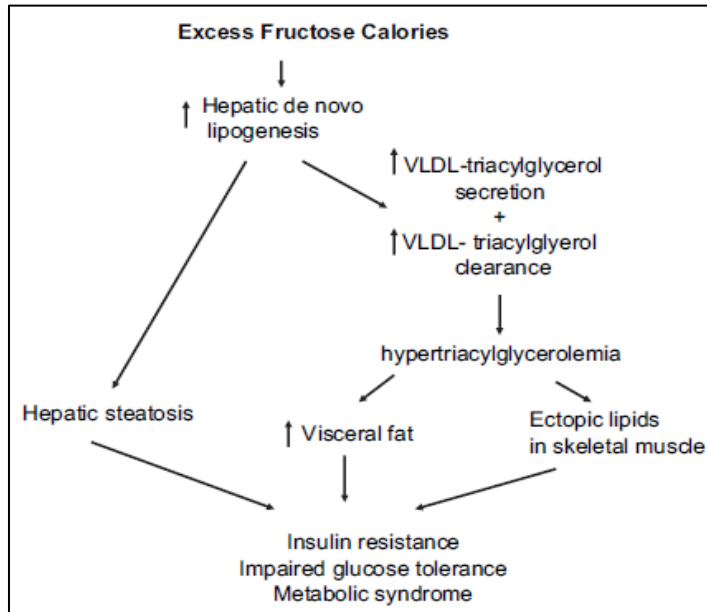 Excess Fructose Calories
↑ Hepatic de novo
lipogenesis
↑ VLDL-triacylglycerol
secretion
+
↑ VLDL- triacylglyerol
clearance
hypertriacylglycerolemia
Hepatic steatosis
↑ Visceral fat
Ectopic lipids
in skeletal muscle
Insulin resistance
Impaired glucose tolerance
Metabolic syndrome